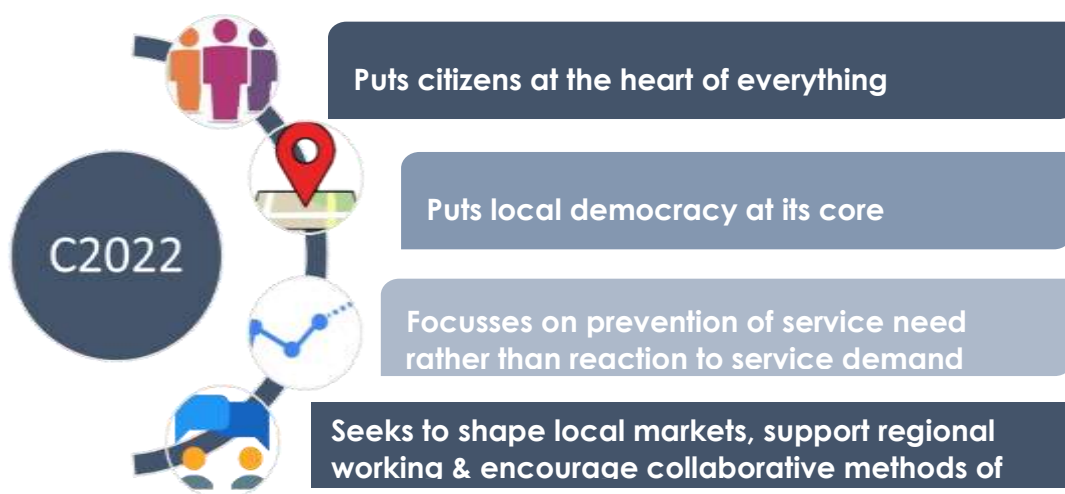 C2022
Puts citizens at the heart of everything
Puts local democracy at its core
Focusses on prevention of service need
rather than reaction to service demand
Seeks to shape local markets, support regional
working & encourage collaborative methods of